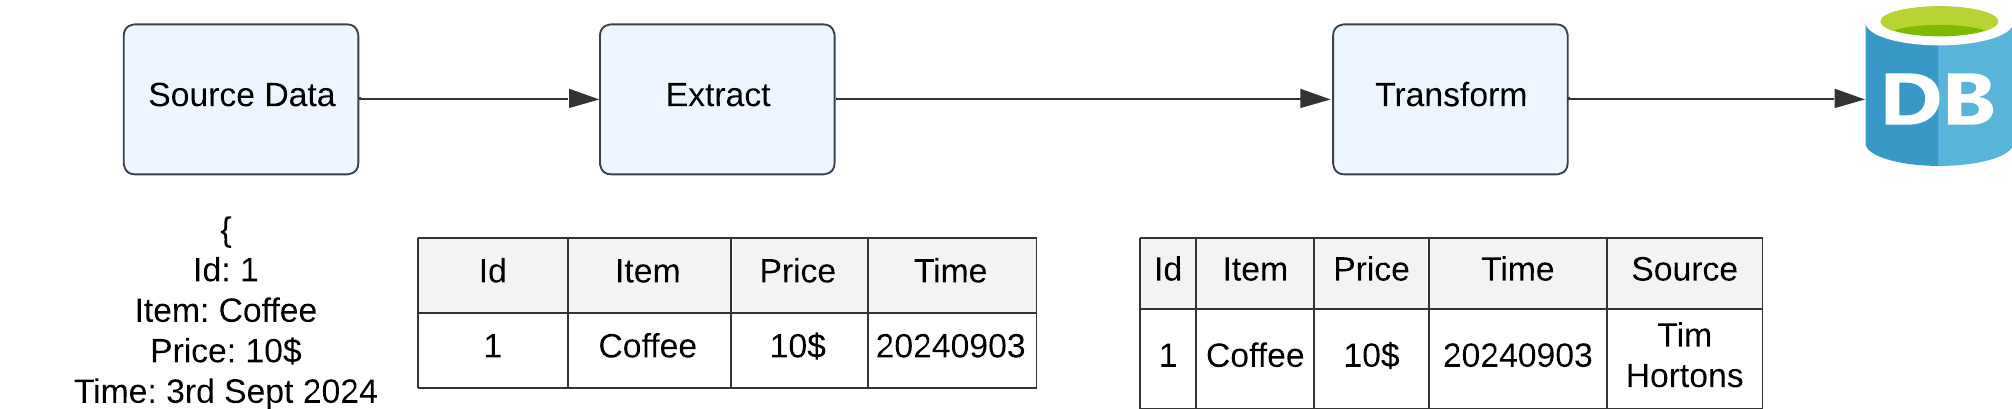 Source Data
Extract
Transform
DB
{
Id: 1
Item: Coffee
Price: 10$
Time: 3rd Sept 2024
Id Item Price Time
1 Coffee 10$ 20240903
Id Item Price Time Source
1 Coffee 10$ 20240903 Tim
Hortons